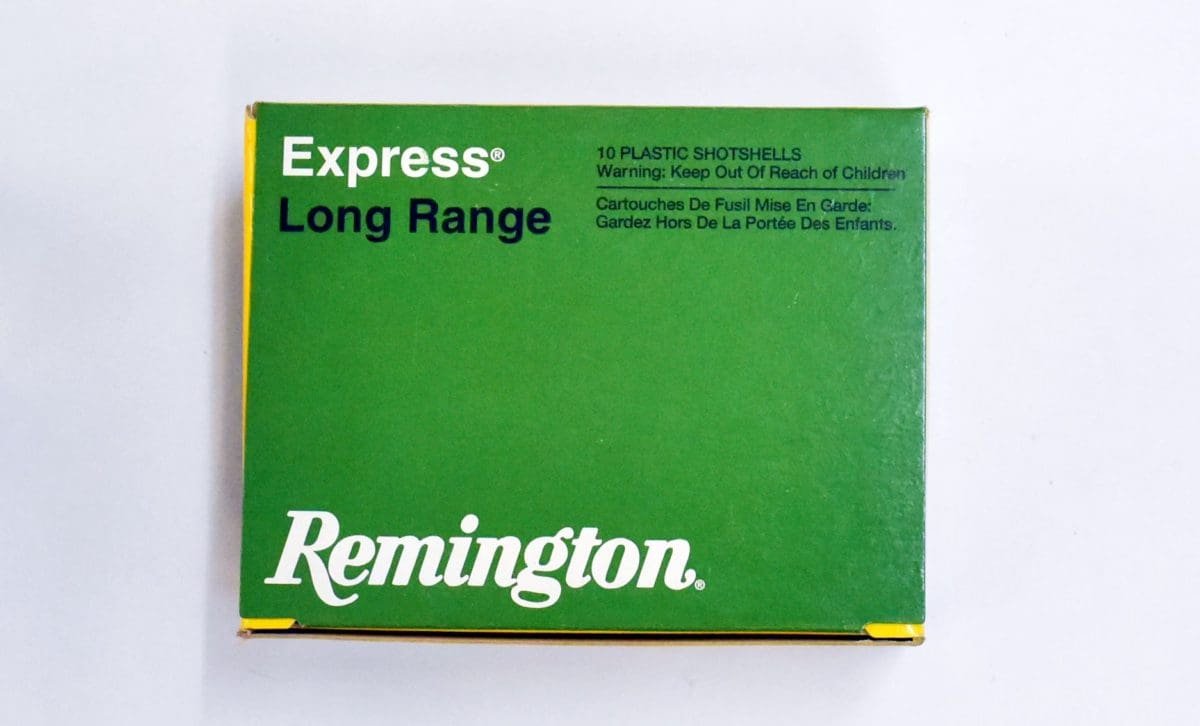 Express®
Long Range
10 PLASTIC SHOTSHELLS
Warning: Keep Out Of Reach of Children
Cartouches De Fusil Mise En Garde:
Gardez Hors De La Portée Des Enfants.
Remington®